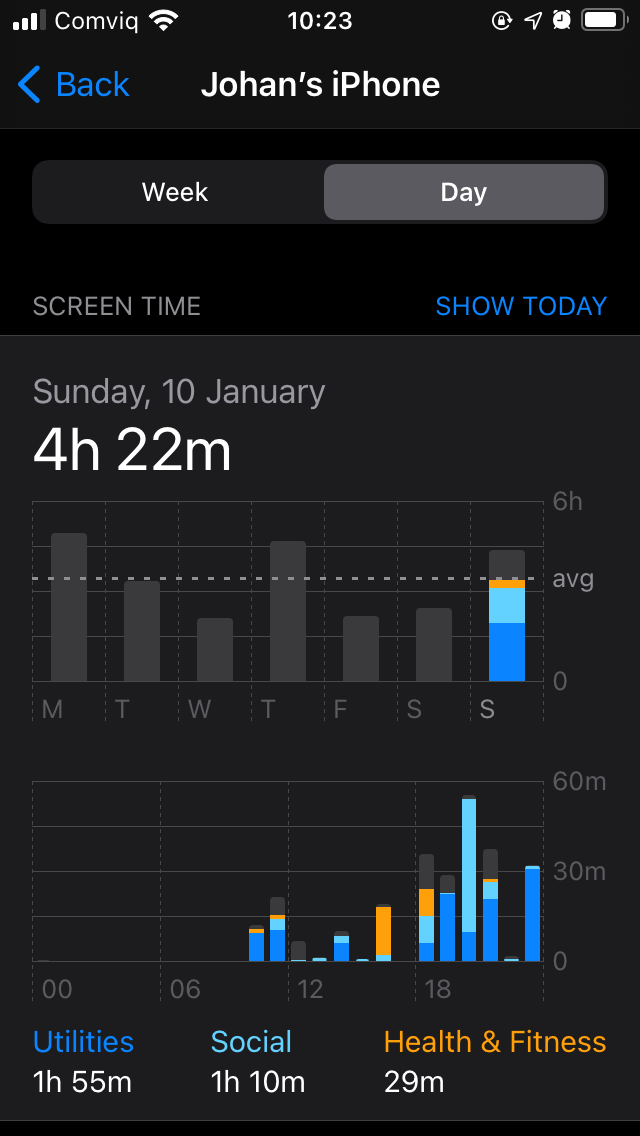 Comviq 10:23
Back Johan’s iPhone
Week Day
SCREEN TIME SHOW TODAY
Sunday, 10 January
4h 22m
6h
avg
0
M T W T F S S
60m
30m
0
00 06 12 18
Utilities Social Health & Fitness
1h 55m 1h 10m 29m